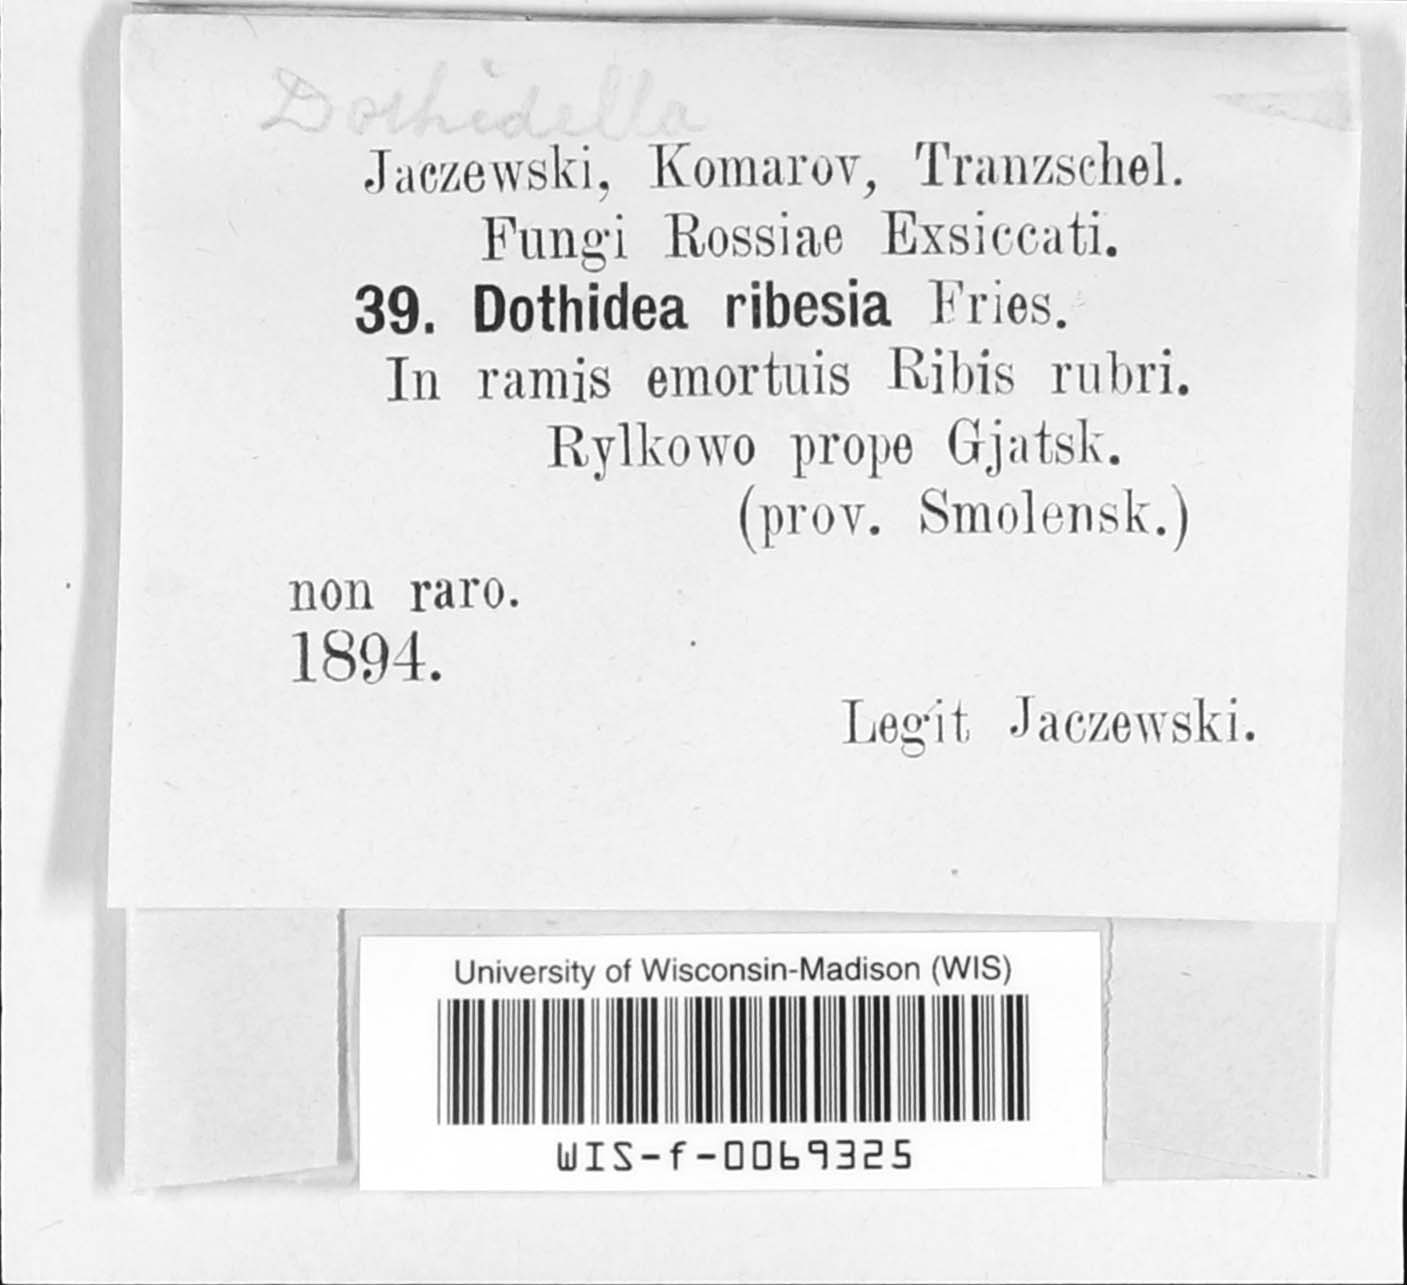 Dothidella
Jaczewski, Komarov, Tranzschel.
Fungi Rossiae Exsiccati.
39. Dothidea ribesia Fries.
In ramis emortuis Ribis rubri.
Rylkowo prope Gjatsk.
(prov. Smolensk.)
non raro.
1894.
Legit Jaczewski.
University of Wisconsin-Madison (WIS)
WIS-f-0069325